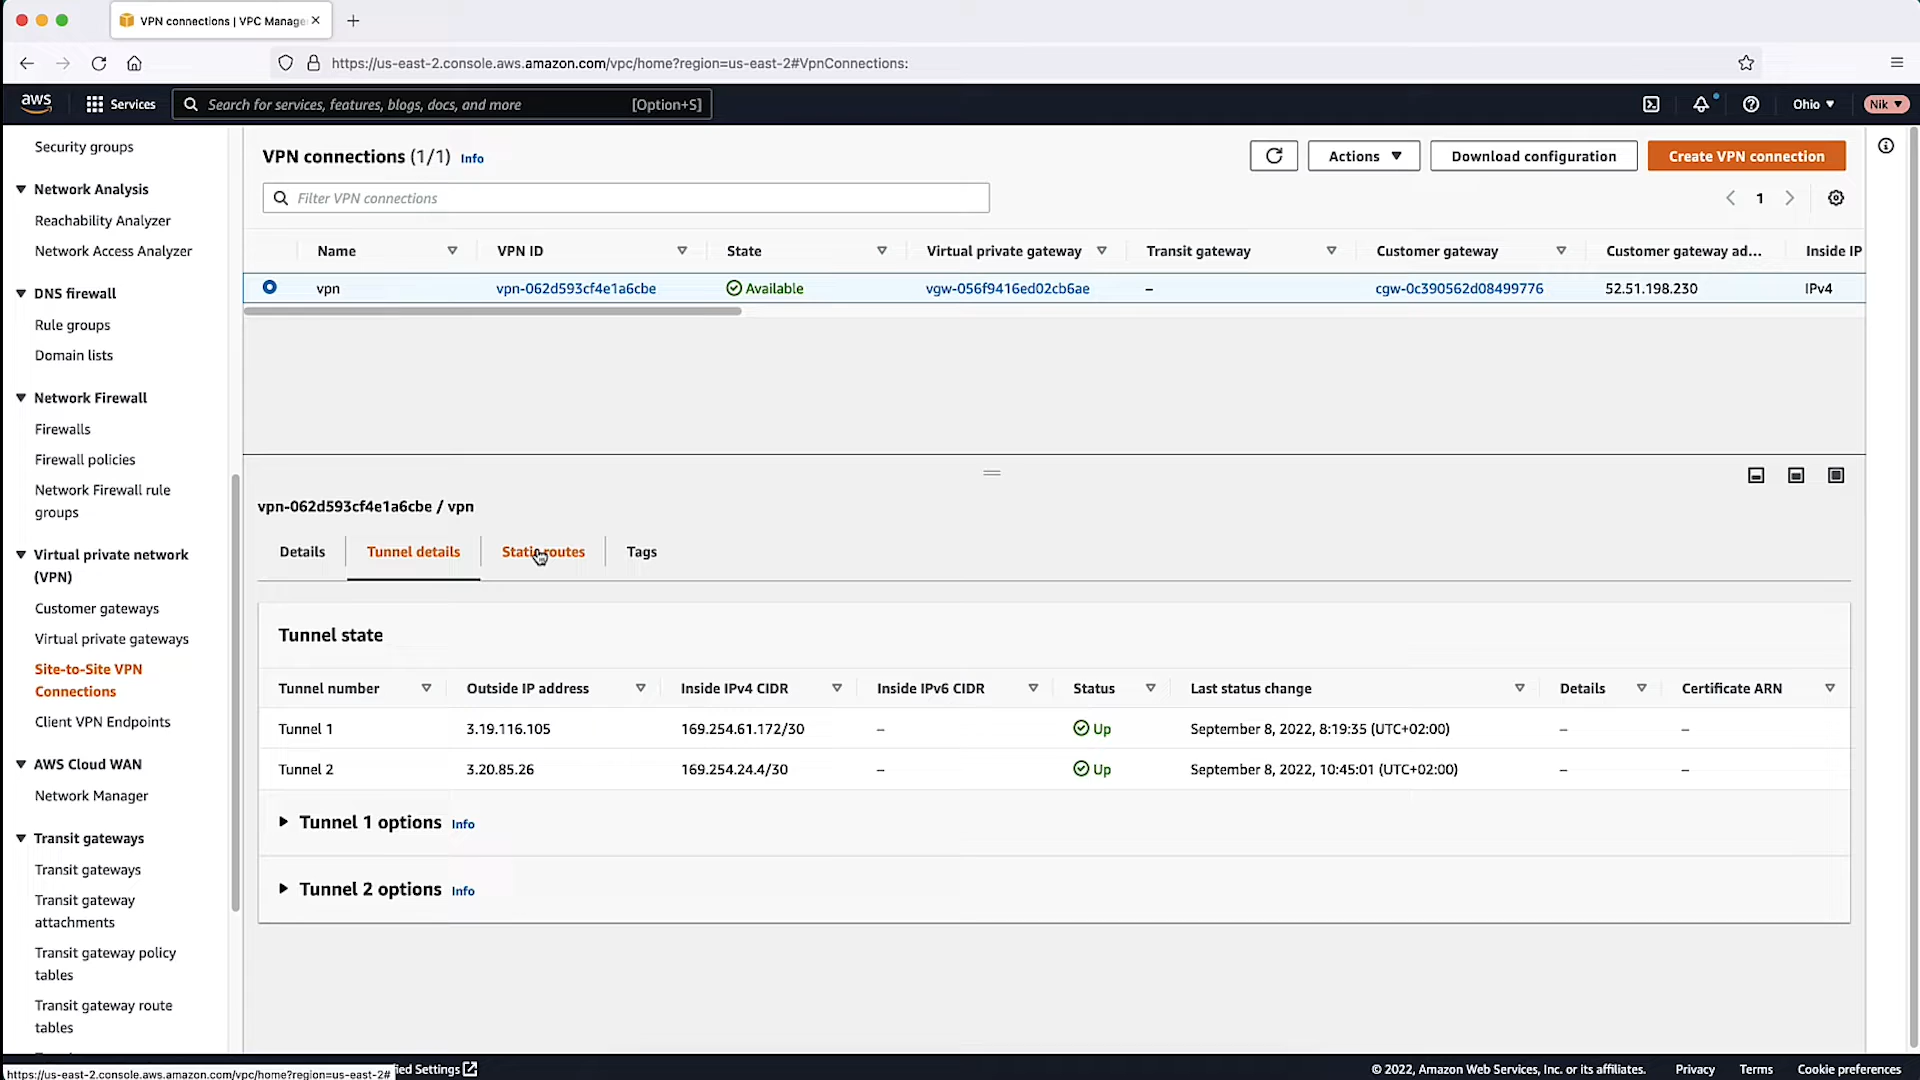 VPN connections | VPC Manage
https://us-east-2.console.aws.amazon.com/vpc/home?region=us-east-2#VpnConnections:
aws
Services
Search for services, features, blogs, docs, and more
[Option+S]
Ohio
Nik
Security groups
Network Analysis
Reachability Analyzer
Network Access Analyzer
DNS firewall
Rule groups
Domain lists
Network Firewall
Firewalls
Firewall policies
Network Firewall rule
groups
Virtual private network
(VPN)
Customer gateways
Virtual private gateways
Site-to-Site VPN
Connections
Client VPN Endpoints
AWS Cloud WAN
Network Manager
Transit gateways
Transit gateways
Transit gateway
attachments
Transit gateway policy
tables
Transit gateway route
tables
VPN connections (1/1) Info
Actions
Download configuration
Create VPN connection
Filter VPN connections
1
Name VPN ID State Virtual private gateway Transit gateway Customer gateway Customer gateway ad... Inside IP
vpn vpn-062d593cf4e1a6cbe Available vgw-056f9416ed02cb6ae – cgw-0c390562d08499776 52.51.198.230 IPv4
vpn-062d593cf4e1a6cbe / vpn
Details Tunnel details Static routes Tags
Tunnel state
Tunnel number Outside IP address Inside IPv4 CIDR Inside IPv6 CIDR Status Last status change Details Certificate ARN
Tunnel 1 3.19.116.105 169.254.61.172/30 – Up September 8, 2022, 8:19:35 (UTC+02:00) – –
Tunnel 2 3.20.85.26 169.254.24.4/30 – Up September 8, 2022, 10:45:01 (UTC+02:00) – –
Tunnel 1 options Info
Tunnel 2 options Info
https://us-east-2.console.aws.amazon.com/vpc/home?region=us-east-2#
fied Settings
© 2022, Amazon Web Services, Inc. or its affiliates. Privacy Terms Cookie preferences